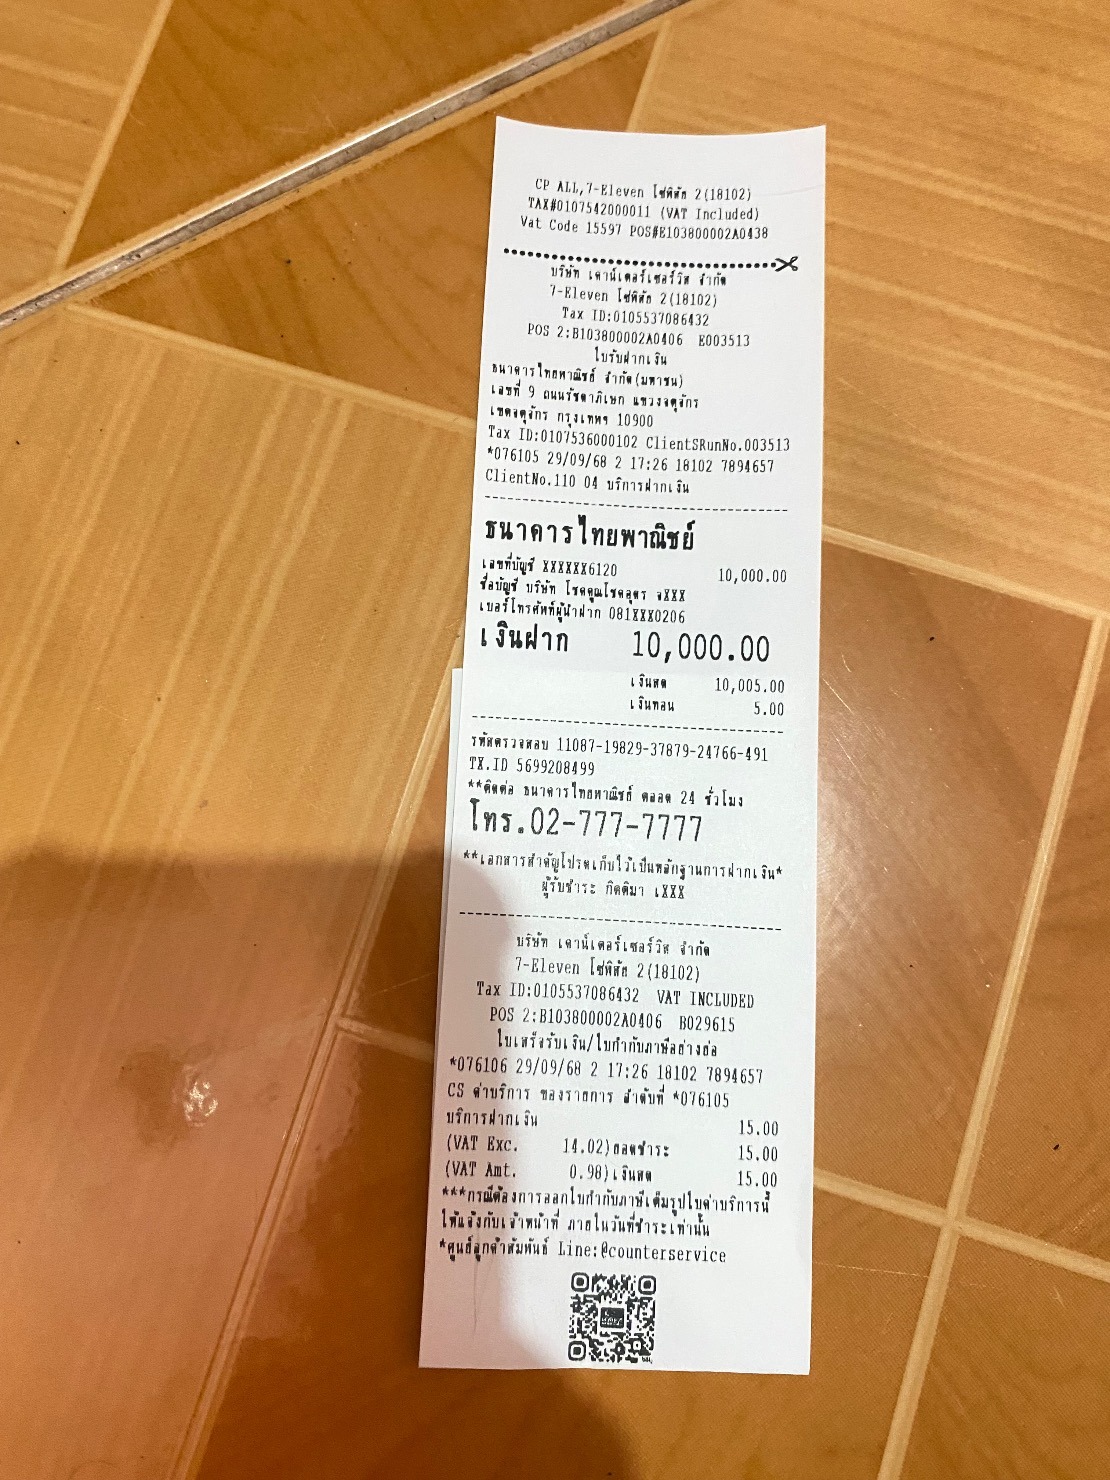 CP ALL,7-Eleven โซ่พิสัย 2(18102)
TAX#0107542000011 (VAT Included)
Vat Code 15597 POS#E103800002A0438
บริษัท เคาน์เตอร์เซอร์วิส จำกัด
7-Eleven โซ่พิสัย 2(18102)
Tax ID:0105537086432
POS 2:B103800002A0406 E003513
ใบรับฝากเงิน
ธนาคารไทยพาณิชย์ จำกัด(มหาชน)
เลขที่ 9 ถนนรัชดาภิเษก แขวงจตุจักร
เขตจตุจักร กรุงเทพฯ 10900
Tax ID:0107536000102 ClientSRunNo.003513
*076105 29/09/68 2 17:26 18102 7894657
ClientNo.110 04 บริการฝากเงิน
ธนาคารไทยพาณิชย์
เลขที่บัญชี XXXXXX6120 10,000.00
ชื่อบัญชี บริษัท โชคคูณโชคอุดร จXXX
เบอร์โทรศัพท์ผู้นำฝาก 081XXX0206
เงินฝาก 10,000.00
เงินสด 10,005.00
เงินทอน 5.00
รหัสตรวจสอบ 11087-19829-37879-24766-491
TX.ID 5699208499
**ติดต่อ ธนาคารไทยพาณิชย์ ตลอด 24 ชั่วโมง
โทร.02-777-7777
**เอกสารสำคัญโปรดเก็บไว้เป็นหลักฐานการฝากเงิน*
ผู้รับชำระ กิตติมา เXXX
บริษัท เคาน์เตอร์เซอร์วิส จำกัด
7-Eleven โซ่พิสัย 2(18102)
Tax ID:0105537086432 VAT INCLUDED
POS 2:B103800002A0406 B029615
ใบเสร็จรับเงิน/ใบกำกับภาษีอย่างย่อ
*076106 29/09/68 2 17:26 18102 7894657
CS ค่าบริการ ของรายการ ลำดับที่ *076105
บริการฝากเงิน 15.00
(VAT Exc. 14.02)ยอดชำระ 15.00
(VAT Amt. 0.98)เงินสด 15.00
***กรณีต้องการออกใบกำกับภาษีเต็มรูปใบค่าบริการนี้
ให้แจ้งกับเจ้าหน้าที่ ภายในวันที่ชำระเท่านั้น
*ศูนย์ลูกค้าสัมพันธ์ Line:@counterservice